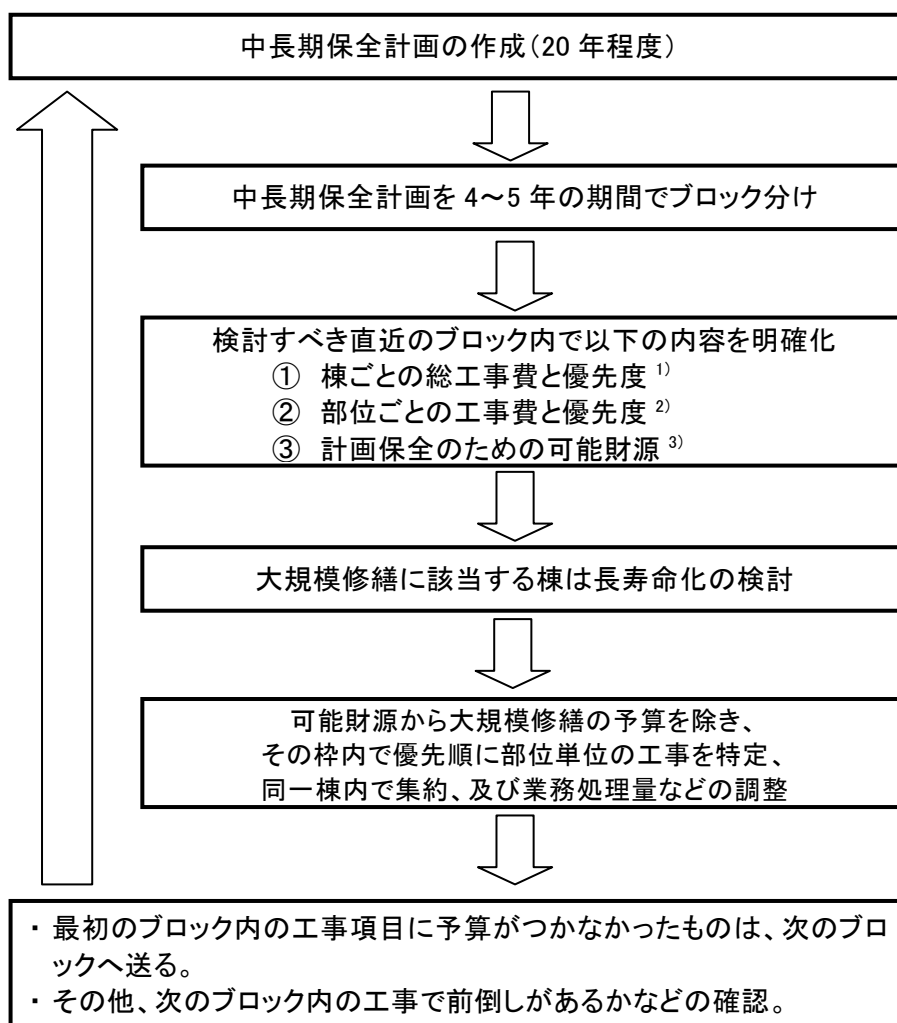 中長期保全計画の作成(20 年程度)
中長期保全計画を 4～5 年の期間でブロック分け
検討すべき直近のブロック内で以下の内容を明確化
① 棟ごとの総工事費と優先度 1)
② 部位ごとの工事費と優先度 2)
③ 計画保全のための可能財源 3)
大規模修繕に該当する棟は長寿命化の検討
可能財源から大規模修繕の予算を除き、
その枠内で優先順に部位単位の工事を特定、
同一棟内で集約、及び業務処理量などの調整
・ 最初のブロック内の工事項目に予算がつかなかったものは、次のブロ
ックへ送る。
・ その他、次のブロック内の工事で前倒しがあるかなどの確認。